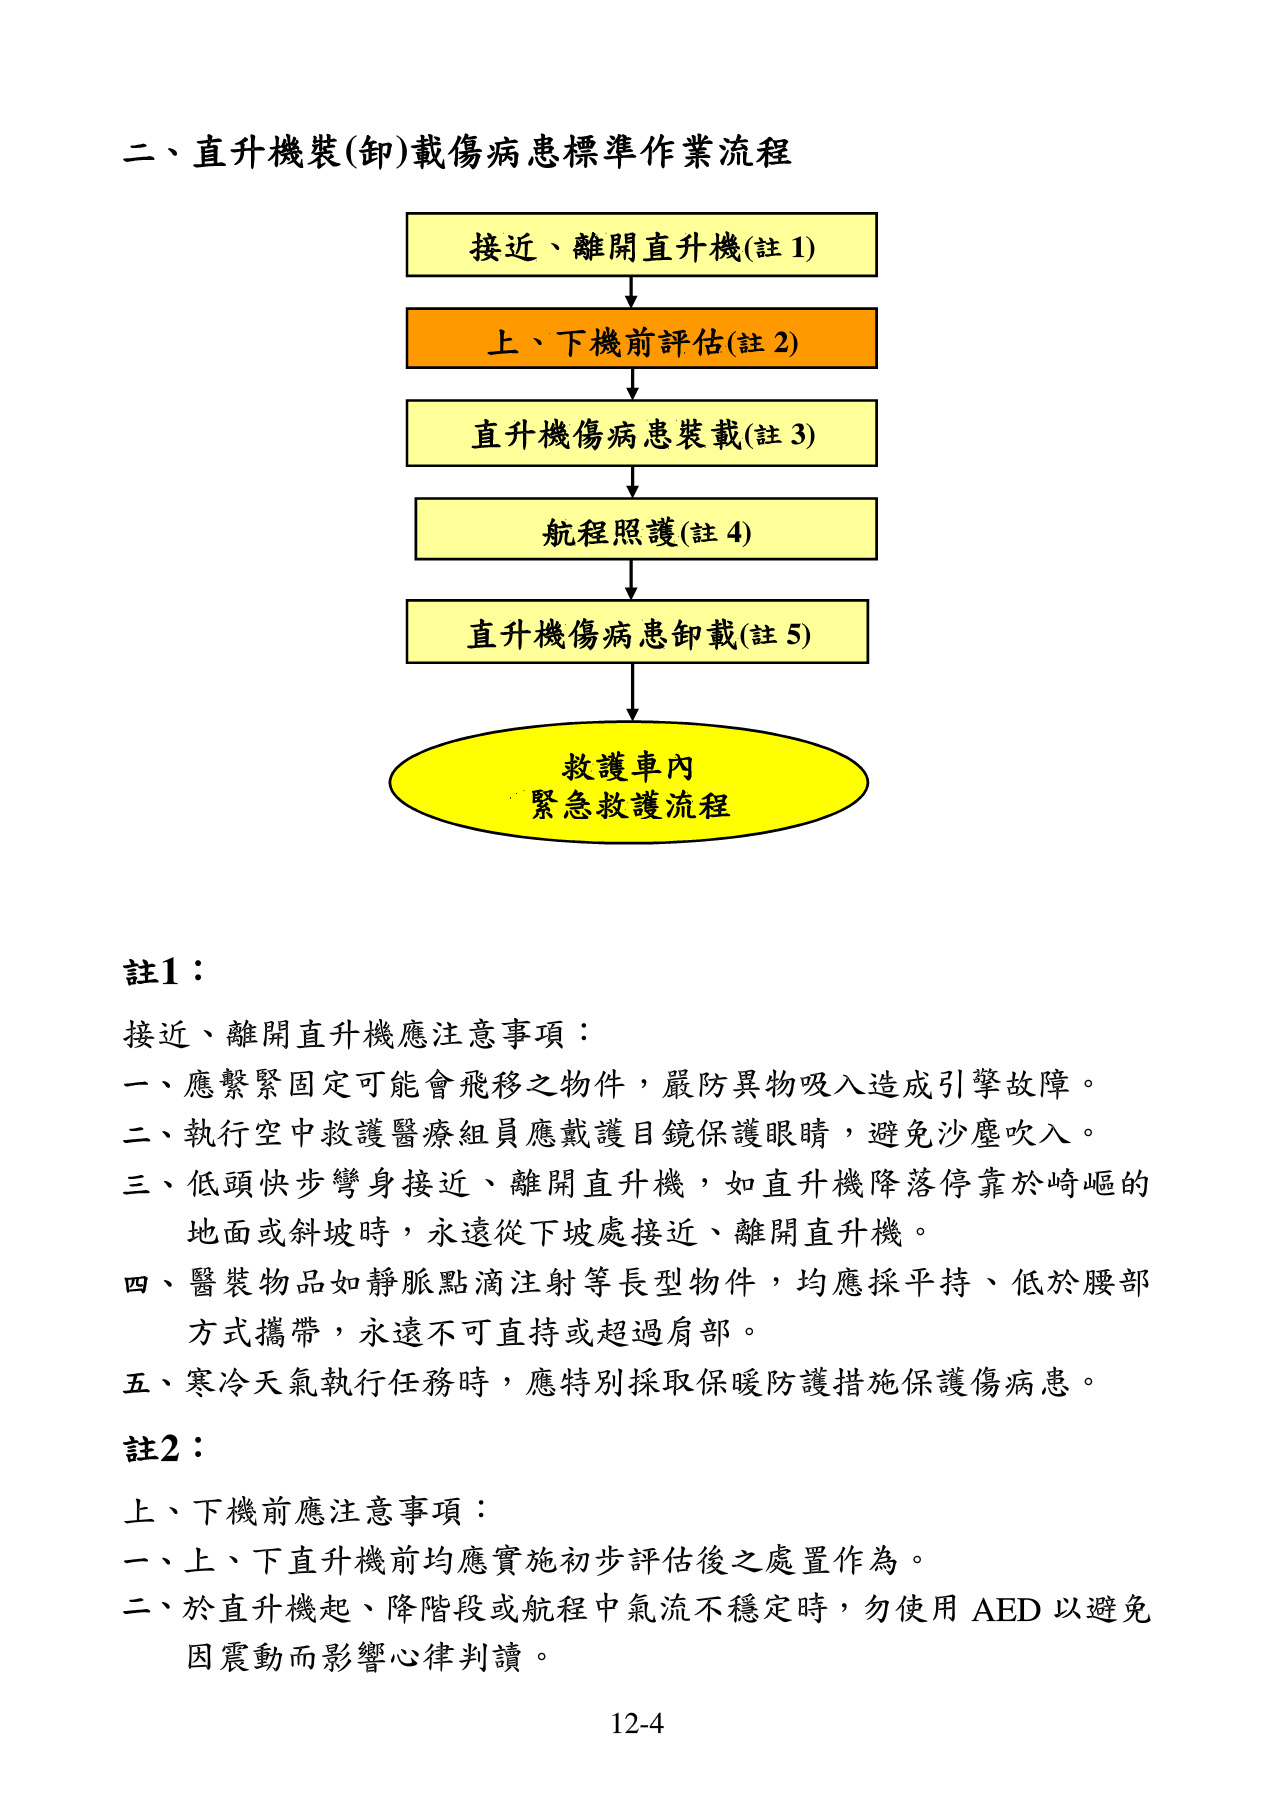 二、直升機裝(卸)載傷病患標準作業流程
接近、離開直升機(註 1)
上、下機前評估(註 2)
直升機傷病患裝載(註 3)
航程照護(註 4)
直升機傷病患卸載(註 5)
救護車內
緊急救護流程
註1：
接近、離開直升機應注意事項：
一、應繫緊固定可能會飛移之物件，嚴防異物吸入造成引擎故障。
二、執行空中救護醫療組員應戴護目鏡保護眼睛，避免沙塵吹入。
三、低頭快步彎身接近、離開直升機，如直升機降落停靠於崎嶇的
地面或斜坡時，永遠從下坡處接近、離開直升機。
四、醫裝物品如靜脈點滴注射等長型物件，均應採平持、低於腰部
方式攜帶，永遠不可直持或超過肩部。
五、寒冷天氣執行任務時，應特別採取保暖防護措施保護傷病患。
註2：
上、下機前應注意事項：
一、上、下直升機前均應實施初步評估後之處置作為。
二、於直升機起、降階段或航程中氣流不穩定時，勿使用 AED 以避免
因震動而影響心律判讀。
12-4